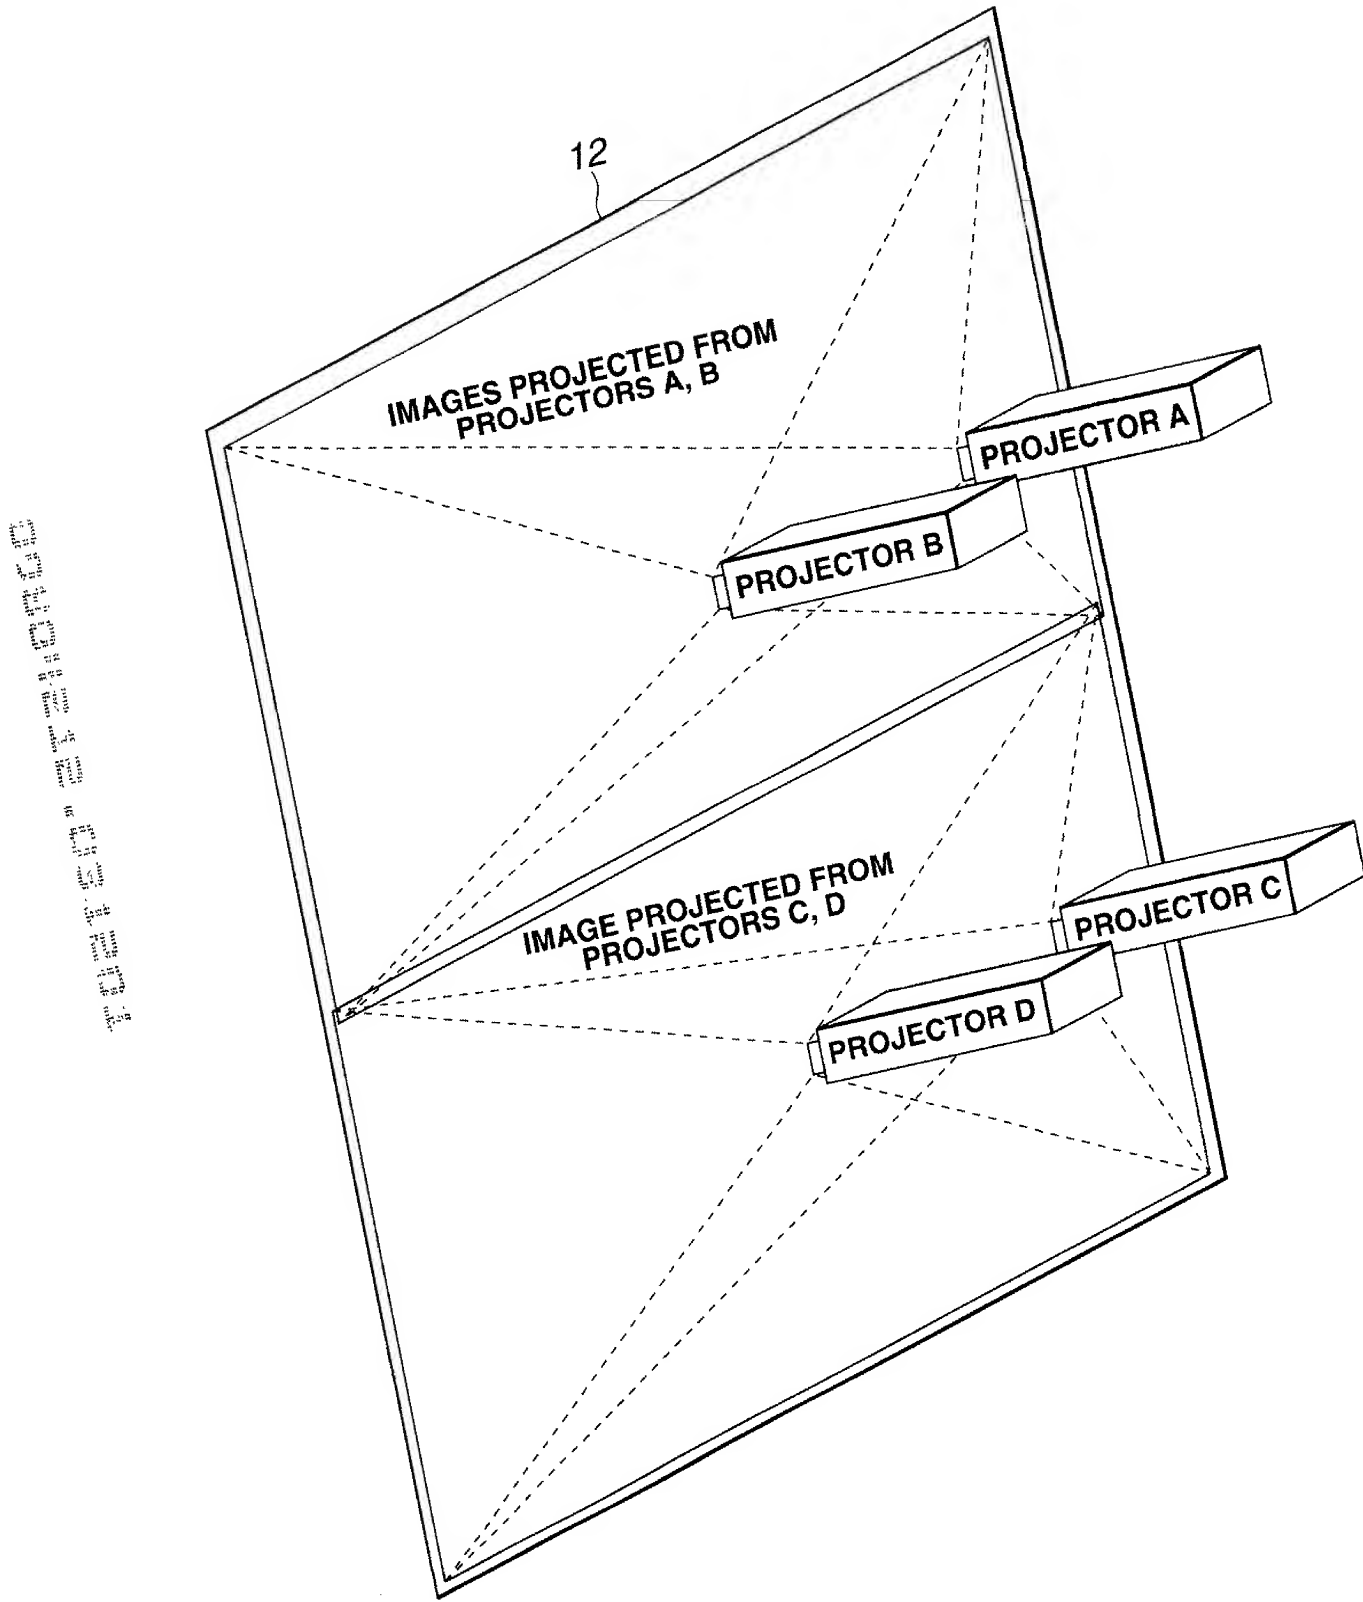 12
IMAGES PROJECTED FROM
PROJECTORS A, B
PROJECTOR A
PROJECTOR B
IMAGE PROJECTED FROM
PROJECTORS C, D
PROJECTOR C
PROJECTOR D